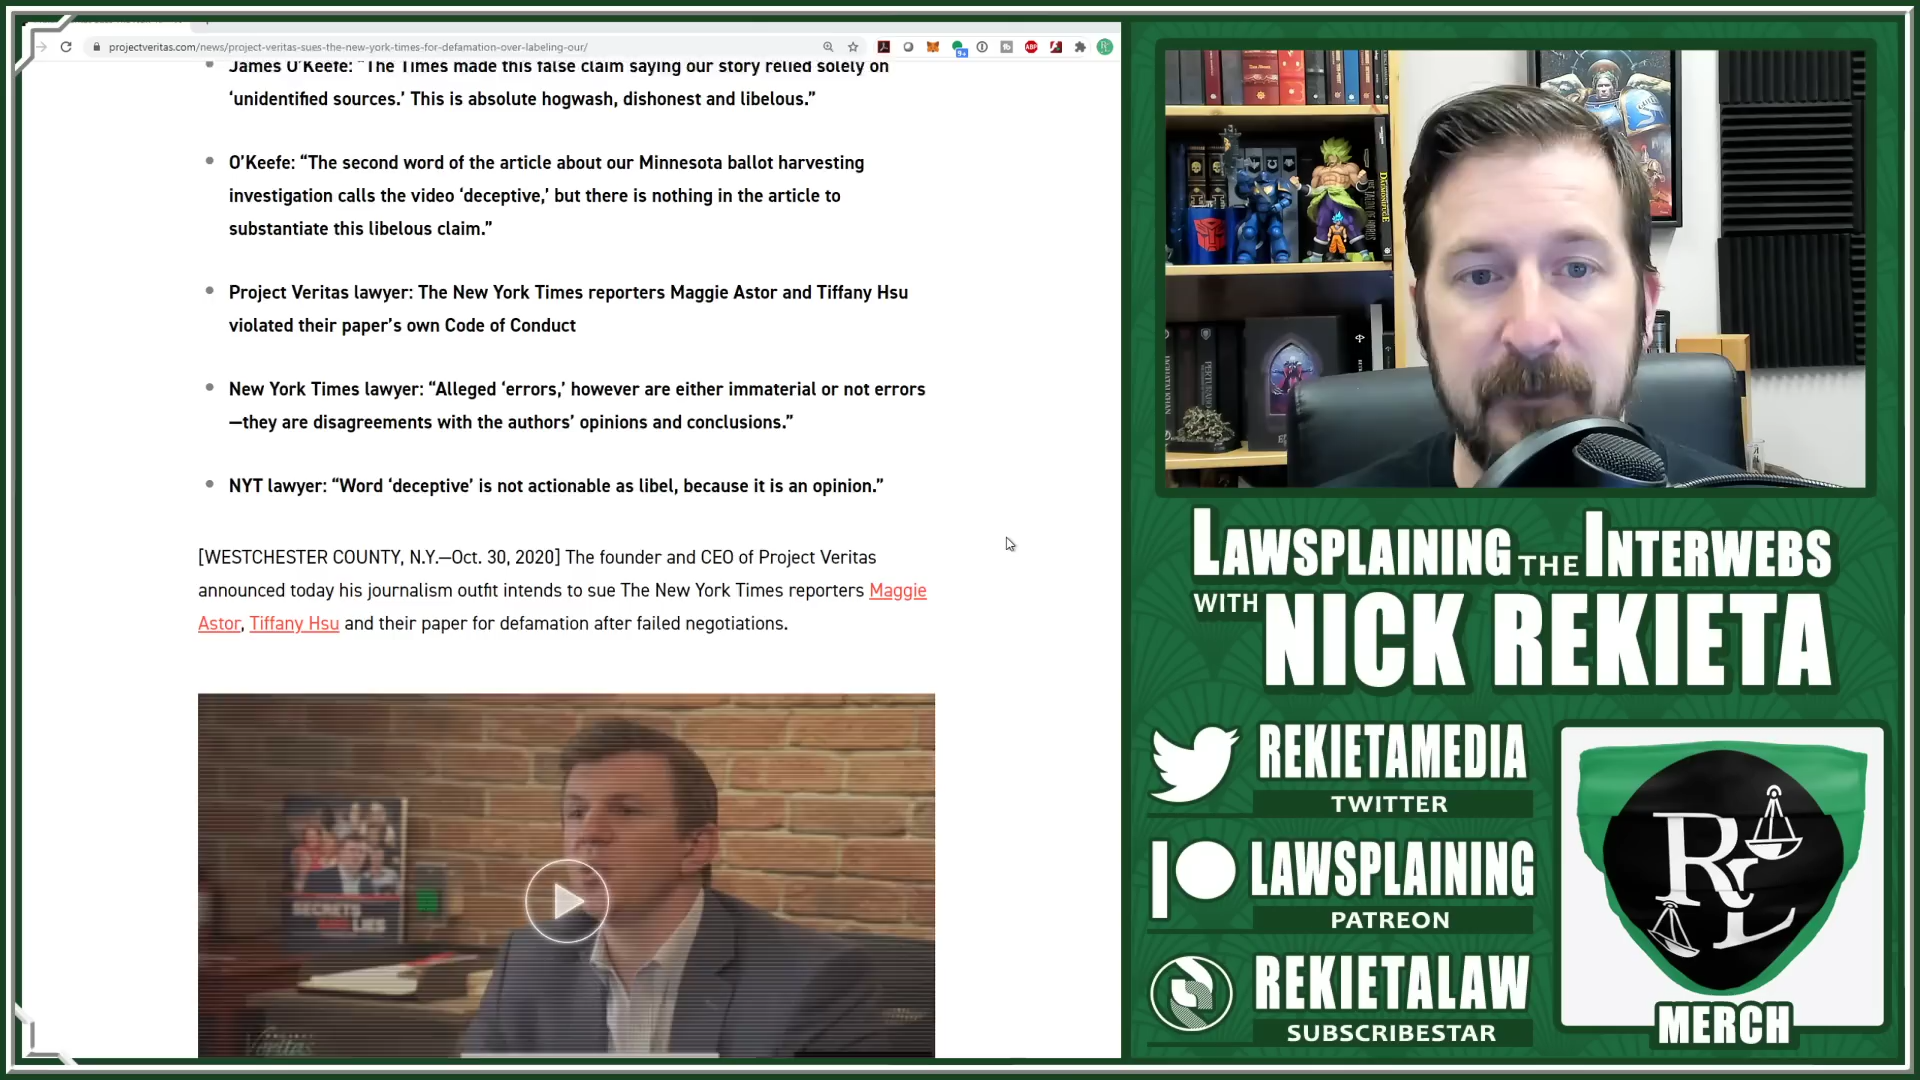 projectveritas.com/news/project-veritas-sues-the-new-york-times-for-defamation-over-labeling-our/
James O'Keefe: “The Times made this false claim saying our story relied solely on
‘unidentified sources.’ This is absolute hogwash, dishonest and libelous.”
O’Keefe: “The second word of the article about our Minnesota ballot harvesting
investigation calls the video ‘deceptive,’ but there is nothing in the article to
substantiate this libelous claim.”
Project Veritas lawyer: The New York Times reporters Maggie Astor and Tiffany Hsu
violated their paper’s own Code of Conduct
New York Times lawyer: “Alleged ‘errors,’ however are either immaterial or not errors
—they are disagreements with the authors’ opinions and conclusions.”
NYT lawyer: “Word ‘deceptive’ is not actionable as libel, because it is an opinion.”
[WESTCHESTER COUNTY, N.Y.—Oct. 30, 2020] The founder and CEO of Project Veritas
announced today his journalism outfit intends to sue The New York Times reporters Maggie
Astor, Tiffany Hsu and their paper for defamation after failed negotiations.
SECRETS
LIES
PROJECT
Veritas
LAWSPLAINING THE INTERWEBS
WITH NICK REKIETA
REKIETAMEDIA
TWITTER
LAWSPLAINING
PATREON
REKIETALAW
SUBSCRIBESTAR
RL
MERCH